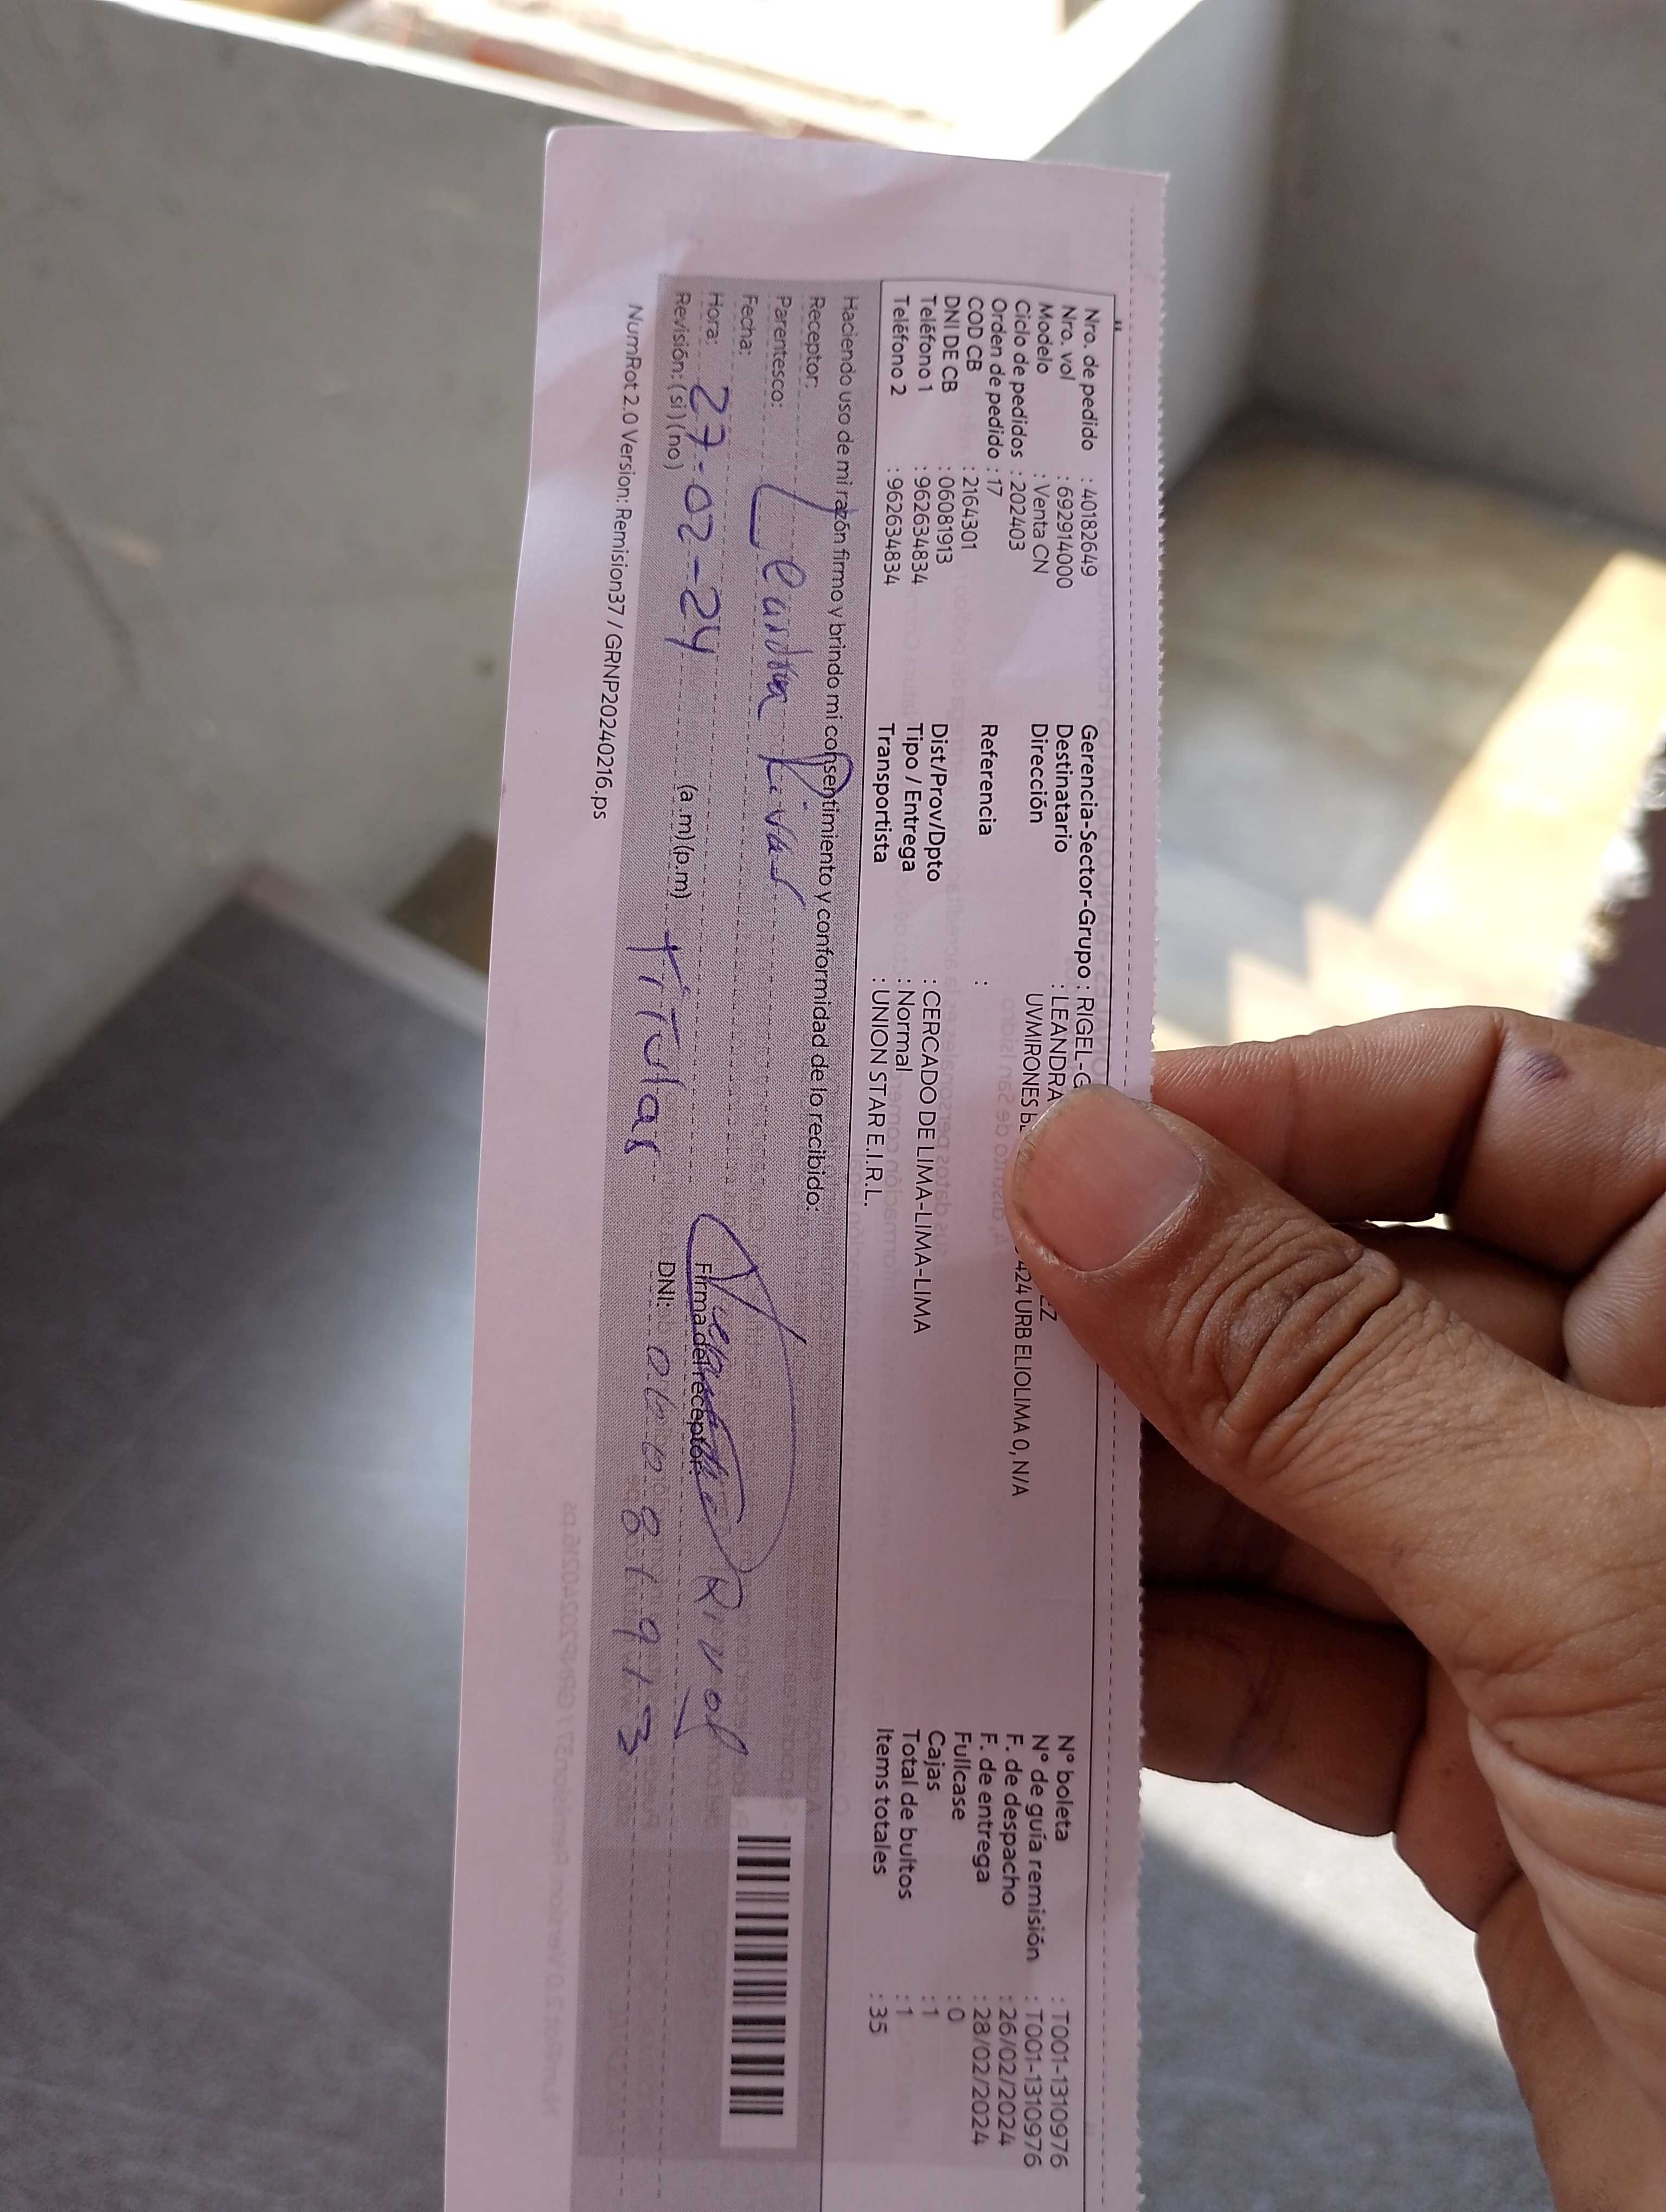 Nro. de pedido : 40182649
Nro. vol : 692914000
Modelo : Venta CN
Ciclo de pedidos : 202403
Orden de pedido : 17
COD CB : 2164301
DNI DE CB : 06081913
Teléfono 1 : 962634834
Teléfono 2 : 962634834
Gerencia-Sector-Grupo : RIGEL-G
Destinatario : LEANDRA EZ
Dirección UVMIRONES 424 URB ELIOLIMA 0, N/A
Referencia :
Dist/Prov/Dpto : CERCADO DE LIMA-LIMA-LIMA
Tipo / Entrega : Normal
Transportista : UNION STAR E.I.R.L.
N° boleta : T001-1310976
N° de guía remisión : T001-1310976
F. de despacho : 26/02/2024
F. de entrega : 28/02/2024
Fullcase : 0
Cajas : 1
Total de bultos : 1
Items totales : 35
Haciendo uso de mi razón firmo y brindo mi consentimiento y conformidad de lo recibido:
Receptor:
Parentesco: Leandra Rivas
Fecha:
Hora: 27-02-24 (a.m)(p.m) Titular
Firma del receptor:
Rivas
Revisión: (si) (no)
DNI: 06081913
NumRot 2.0 Version: Remision37 / GRNP20240216.ps